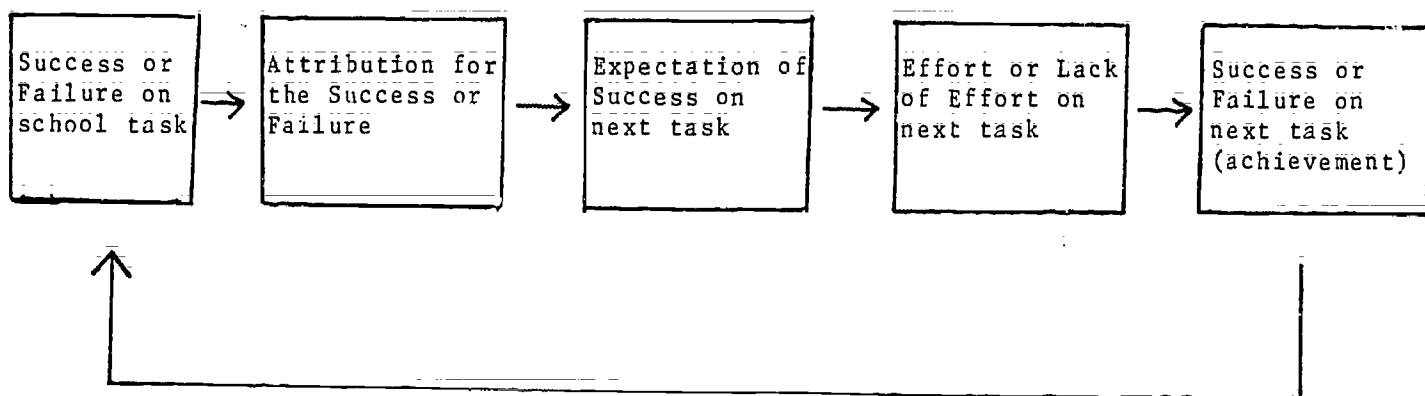 Success or
Failure on
school task
Attribution for
the Success or
Failure
Expectation of
Success on
next task
Effort or Lack
of Effort on
next task
Success or
Failure on
next task
(achievement)